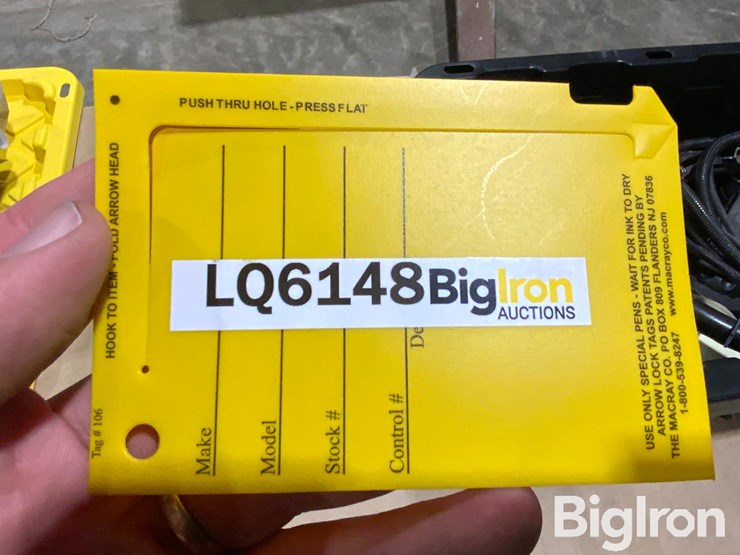 PUSH THRU HOLE - PRESS FLAT
HOOK TO ITEM - FOLD ARROW HEAD
Tag # 106
LQ6148 BigIron
AUCTIONS
Make
Model
Stock #
Control #
De
USE ONLY SPECIAL PENS - WAIT FOR INK TO DRY
ARROW LOCK TAGS PATENTS PENDING BY
THE MACRAY CO. PO BOX 809 FLANDERS NJ 07836
1-800-539-8247 www.macrayco.com
BigIron